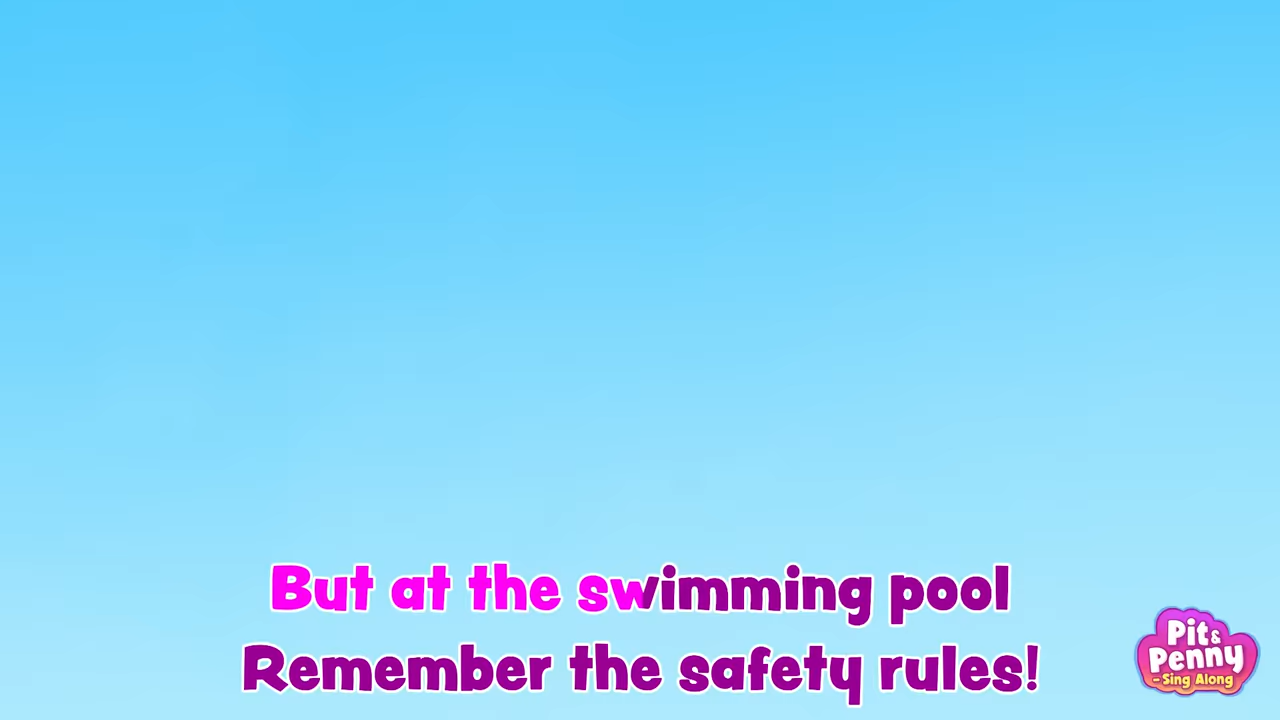 But at the swimming pool
Remember the safety rules!
Pit &
Penny
- Sing Along